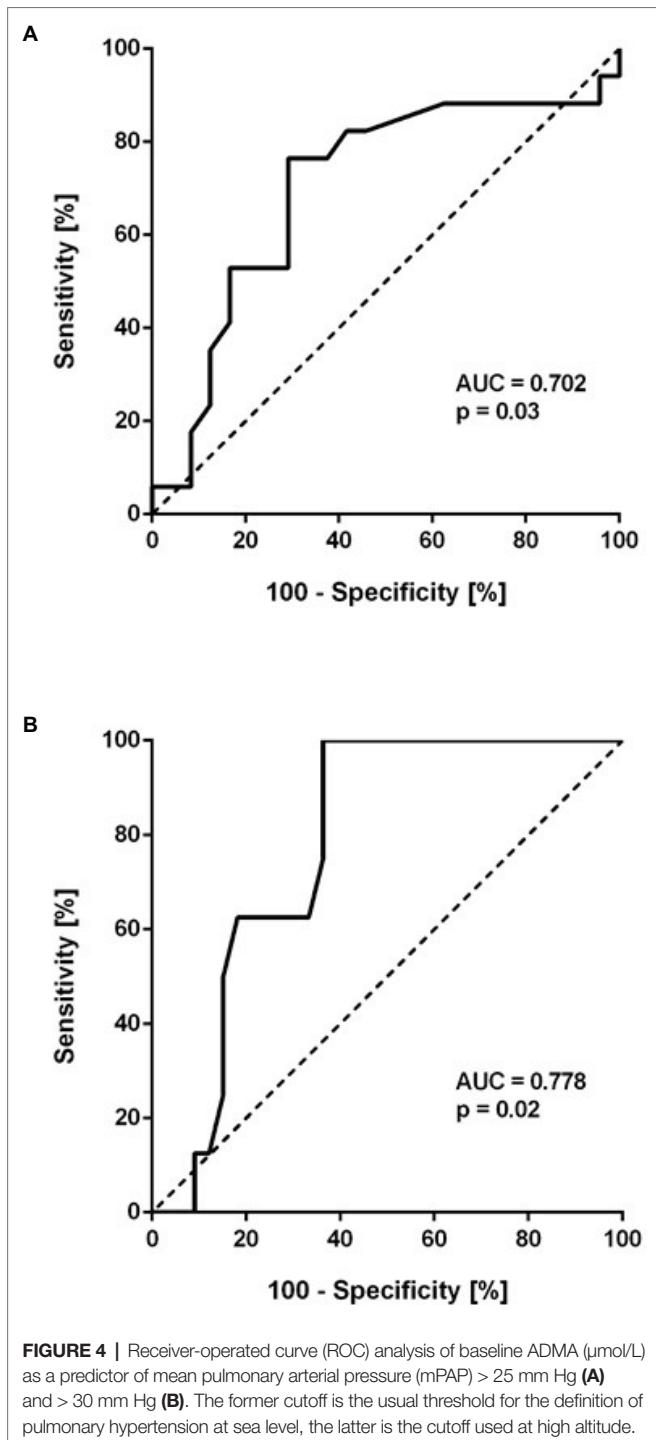 A
100
80
60
40
20
0
Sensitivity [%]
AUC = 0.702
p = 0.03
0 20 40 60 80 100
100 - Specificity [%]
B
100
80
60
40
20
0
Sensitivity [%]
AUC = 0.778
p = 0.02
0 20 40 60 80 100
100 - Specificity [%]
FIGURE 4 | Receiver-operated curve (ROC) analysis of baseline ADMA (μmol/L)
as a predictor of mean pulmonary arterial pressure (mPAP) > 25 mm Hg (A)
and > 30 mm Hg (B). The former cutoff is the usual threshold for the definition of
pulmonary hypertension at sea level, the latter is the cutoff used at high altitude.